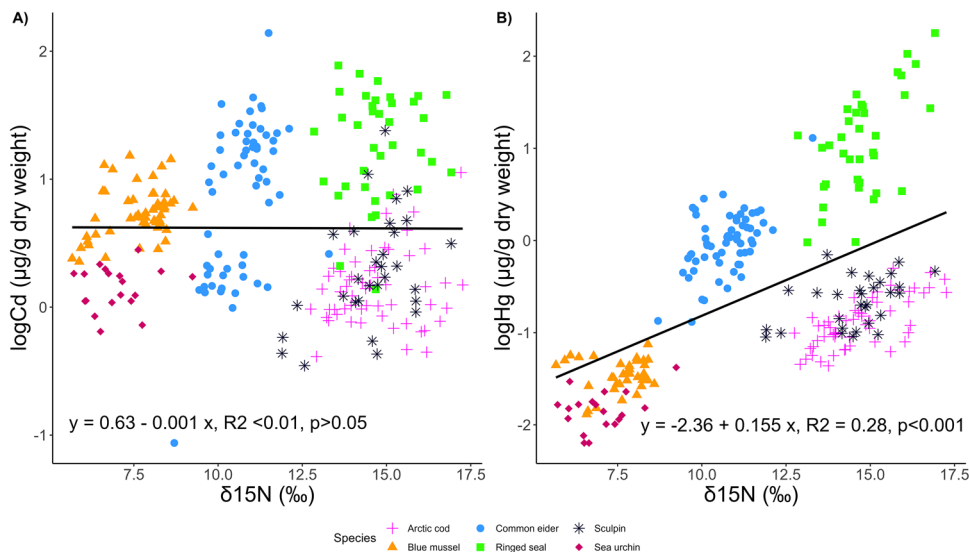 A)
B)
logCd (µg/g dry weight)
2
1
0
-1
y = 0.63 - 0.001 x, R2 <0.01, p>0.05
7.5
10.0
12.5
15.0
17.5
δ15N (‰)
logHg (µg/g dry weight)
2
1
0
-1
-2
y = -2.36 + 0.155 x, R2 = 0.28, p<0.001
7.5
10.0
12.5
15.0
17.5
δ15N (‰)
Species
Arctic cod
Common eider
Sculpin
Blue mussel
Ringed seal
Sea urchin